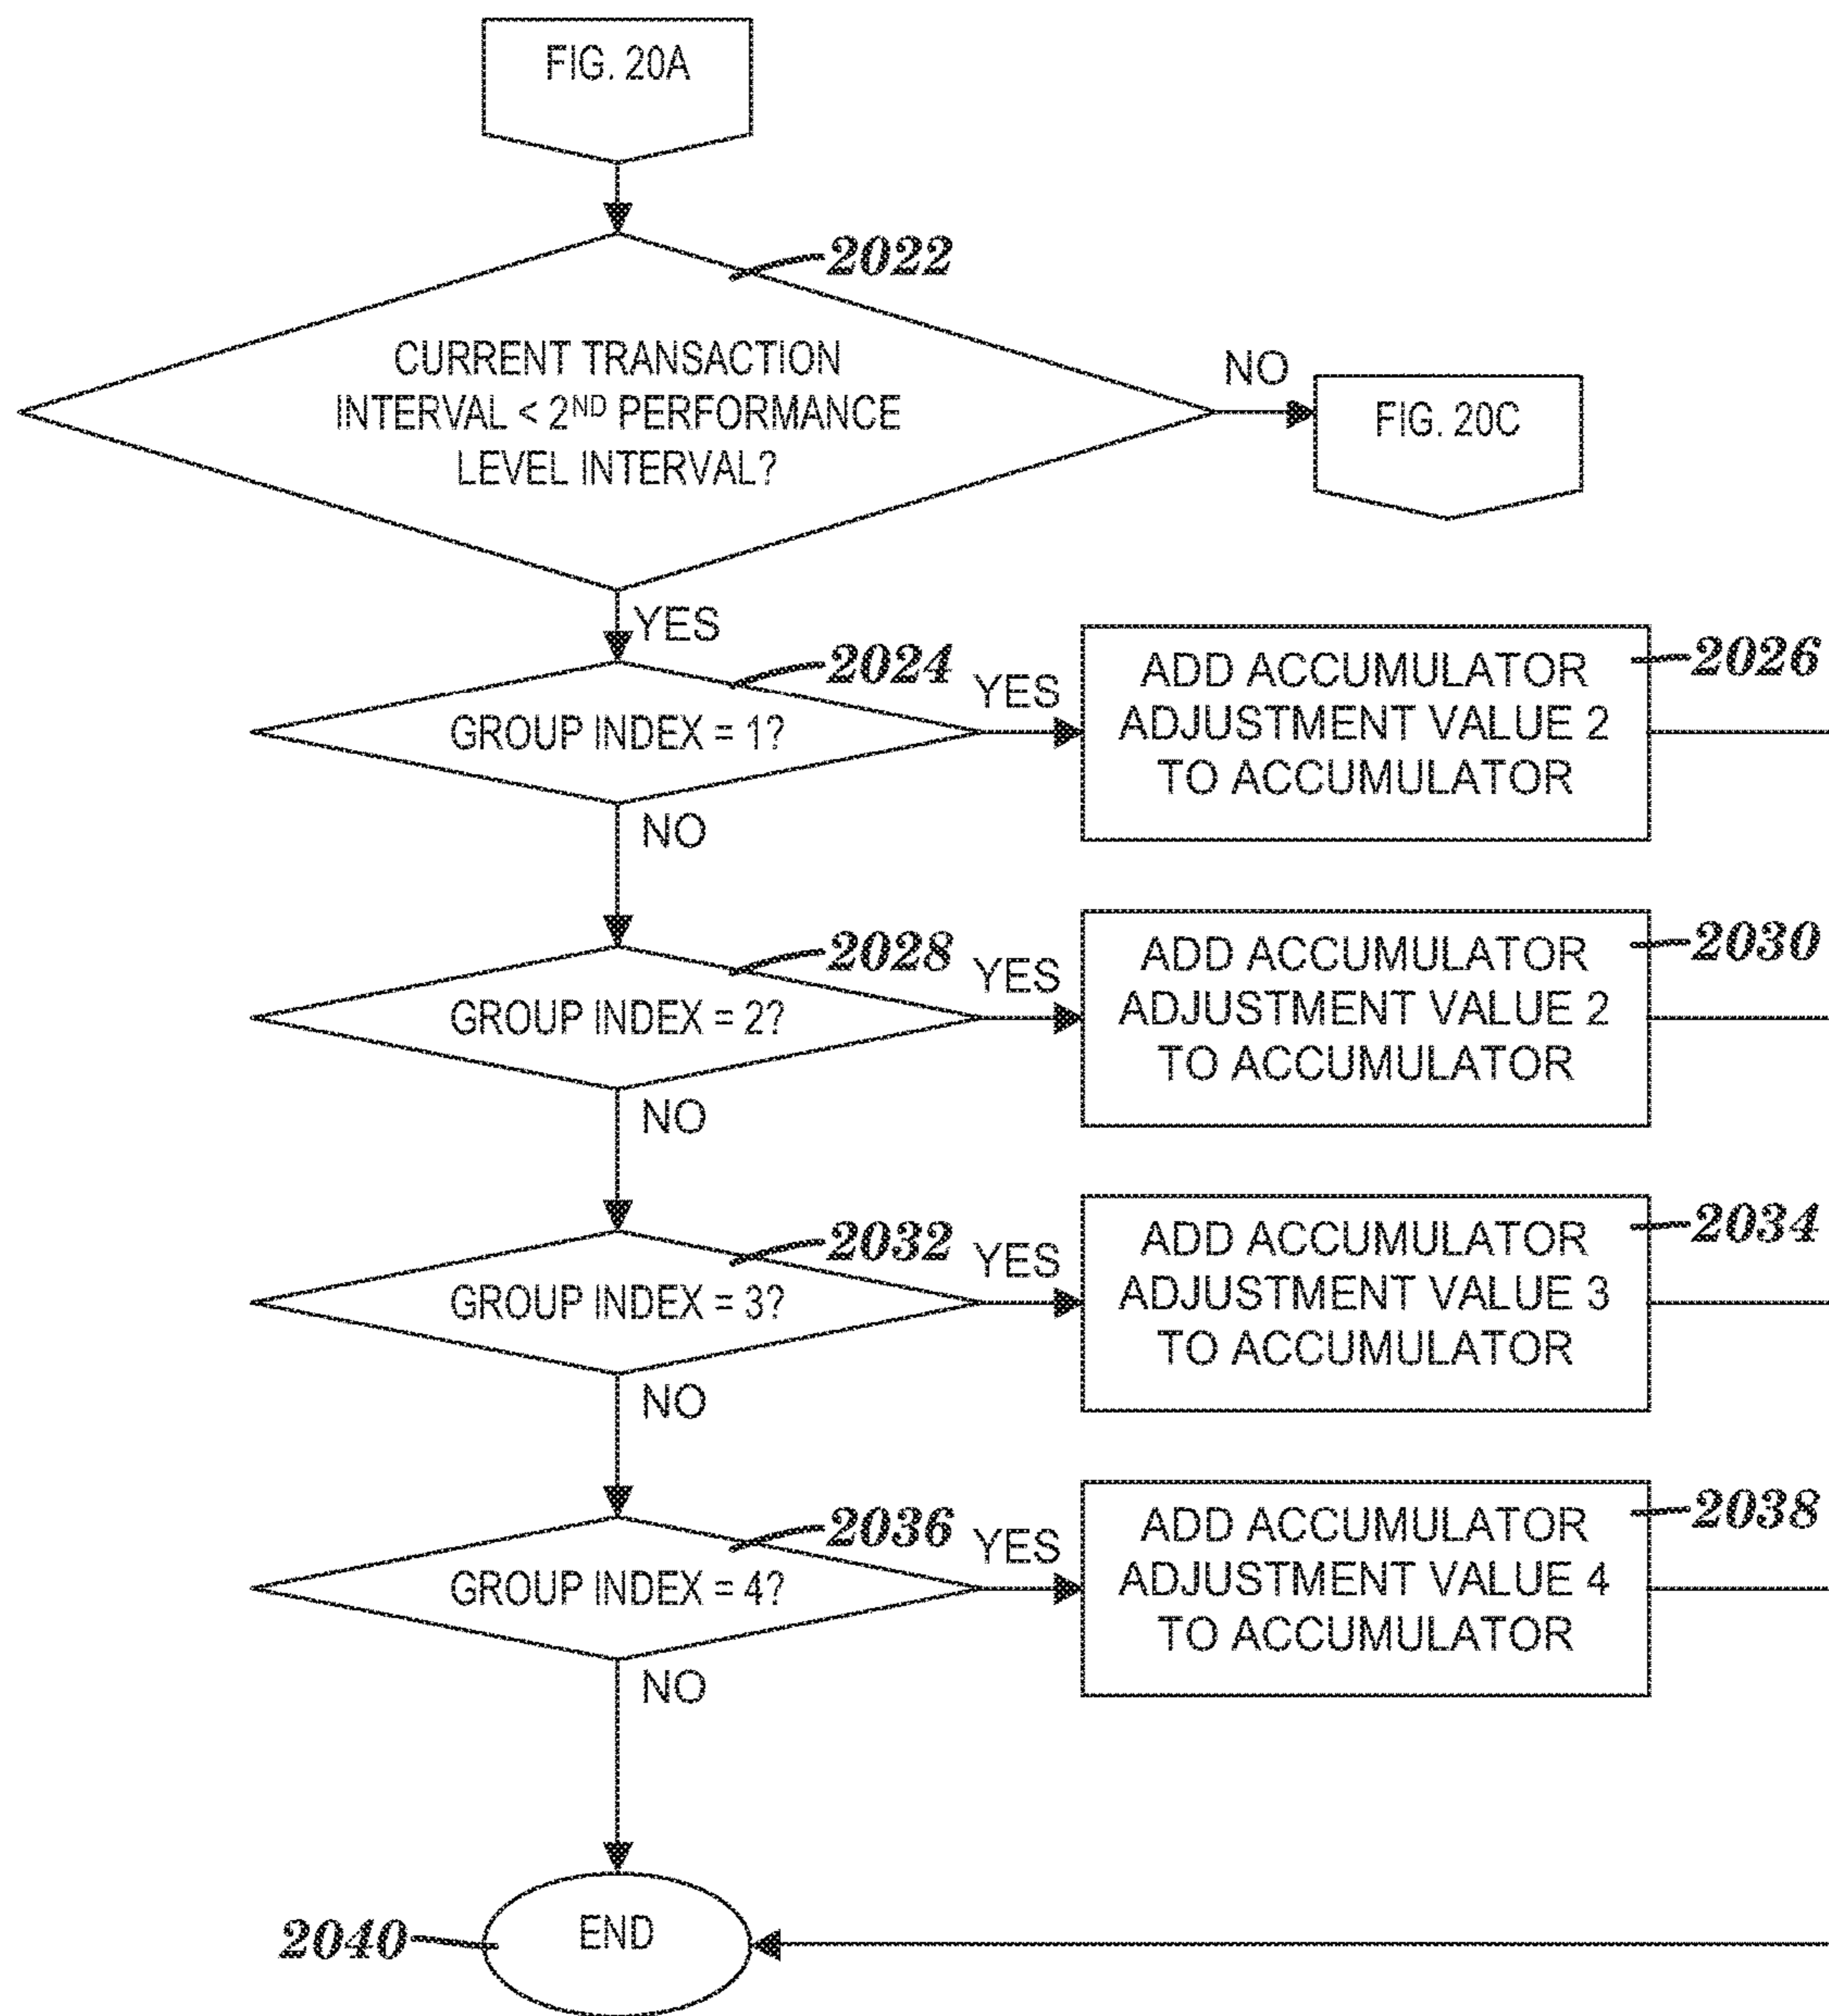 FIG. 20A
2022
CURRENT TRANSACTION
INTERVAL < 2ND PERFORMANCE
LEVEL INTERVAL?
NO
FIG. 20C
YES
2024
GROUP INDEX = 1?
YES
ADD ACCUMULATOR
ADJUSTMENT VALUE 2
TO ACCUMULATOR
2026
NO
2028
GROUP INDEX = 2?
YES
ADD ACCUMULATOR
ADJUSTMENT VALUE 2
TO ACCUMULATOR
2030
NO
2032
GROUP INDEX = 3?
YES
ADD ACCUMULATOR
ADJUSTMENT VALUE 3
TO ACCUMULATOR
2034
NO
2036
GROUP INDEX = 4?
YES
ADD ACCUMULATOR
ADJUSTMENT VALUE 4
TO ACCUMULATOR
2038
NO
2040
END